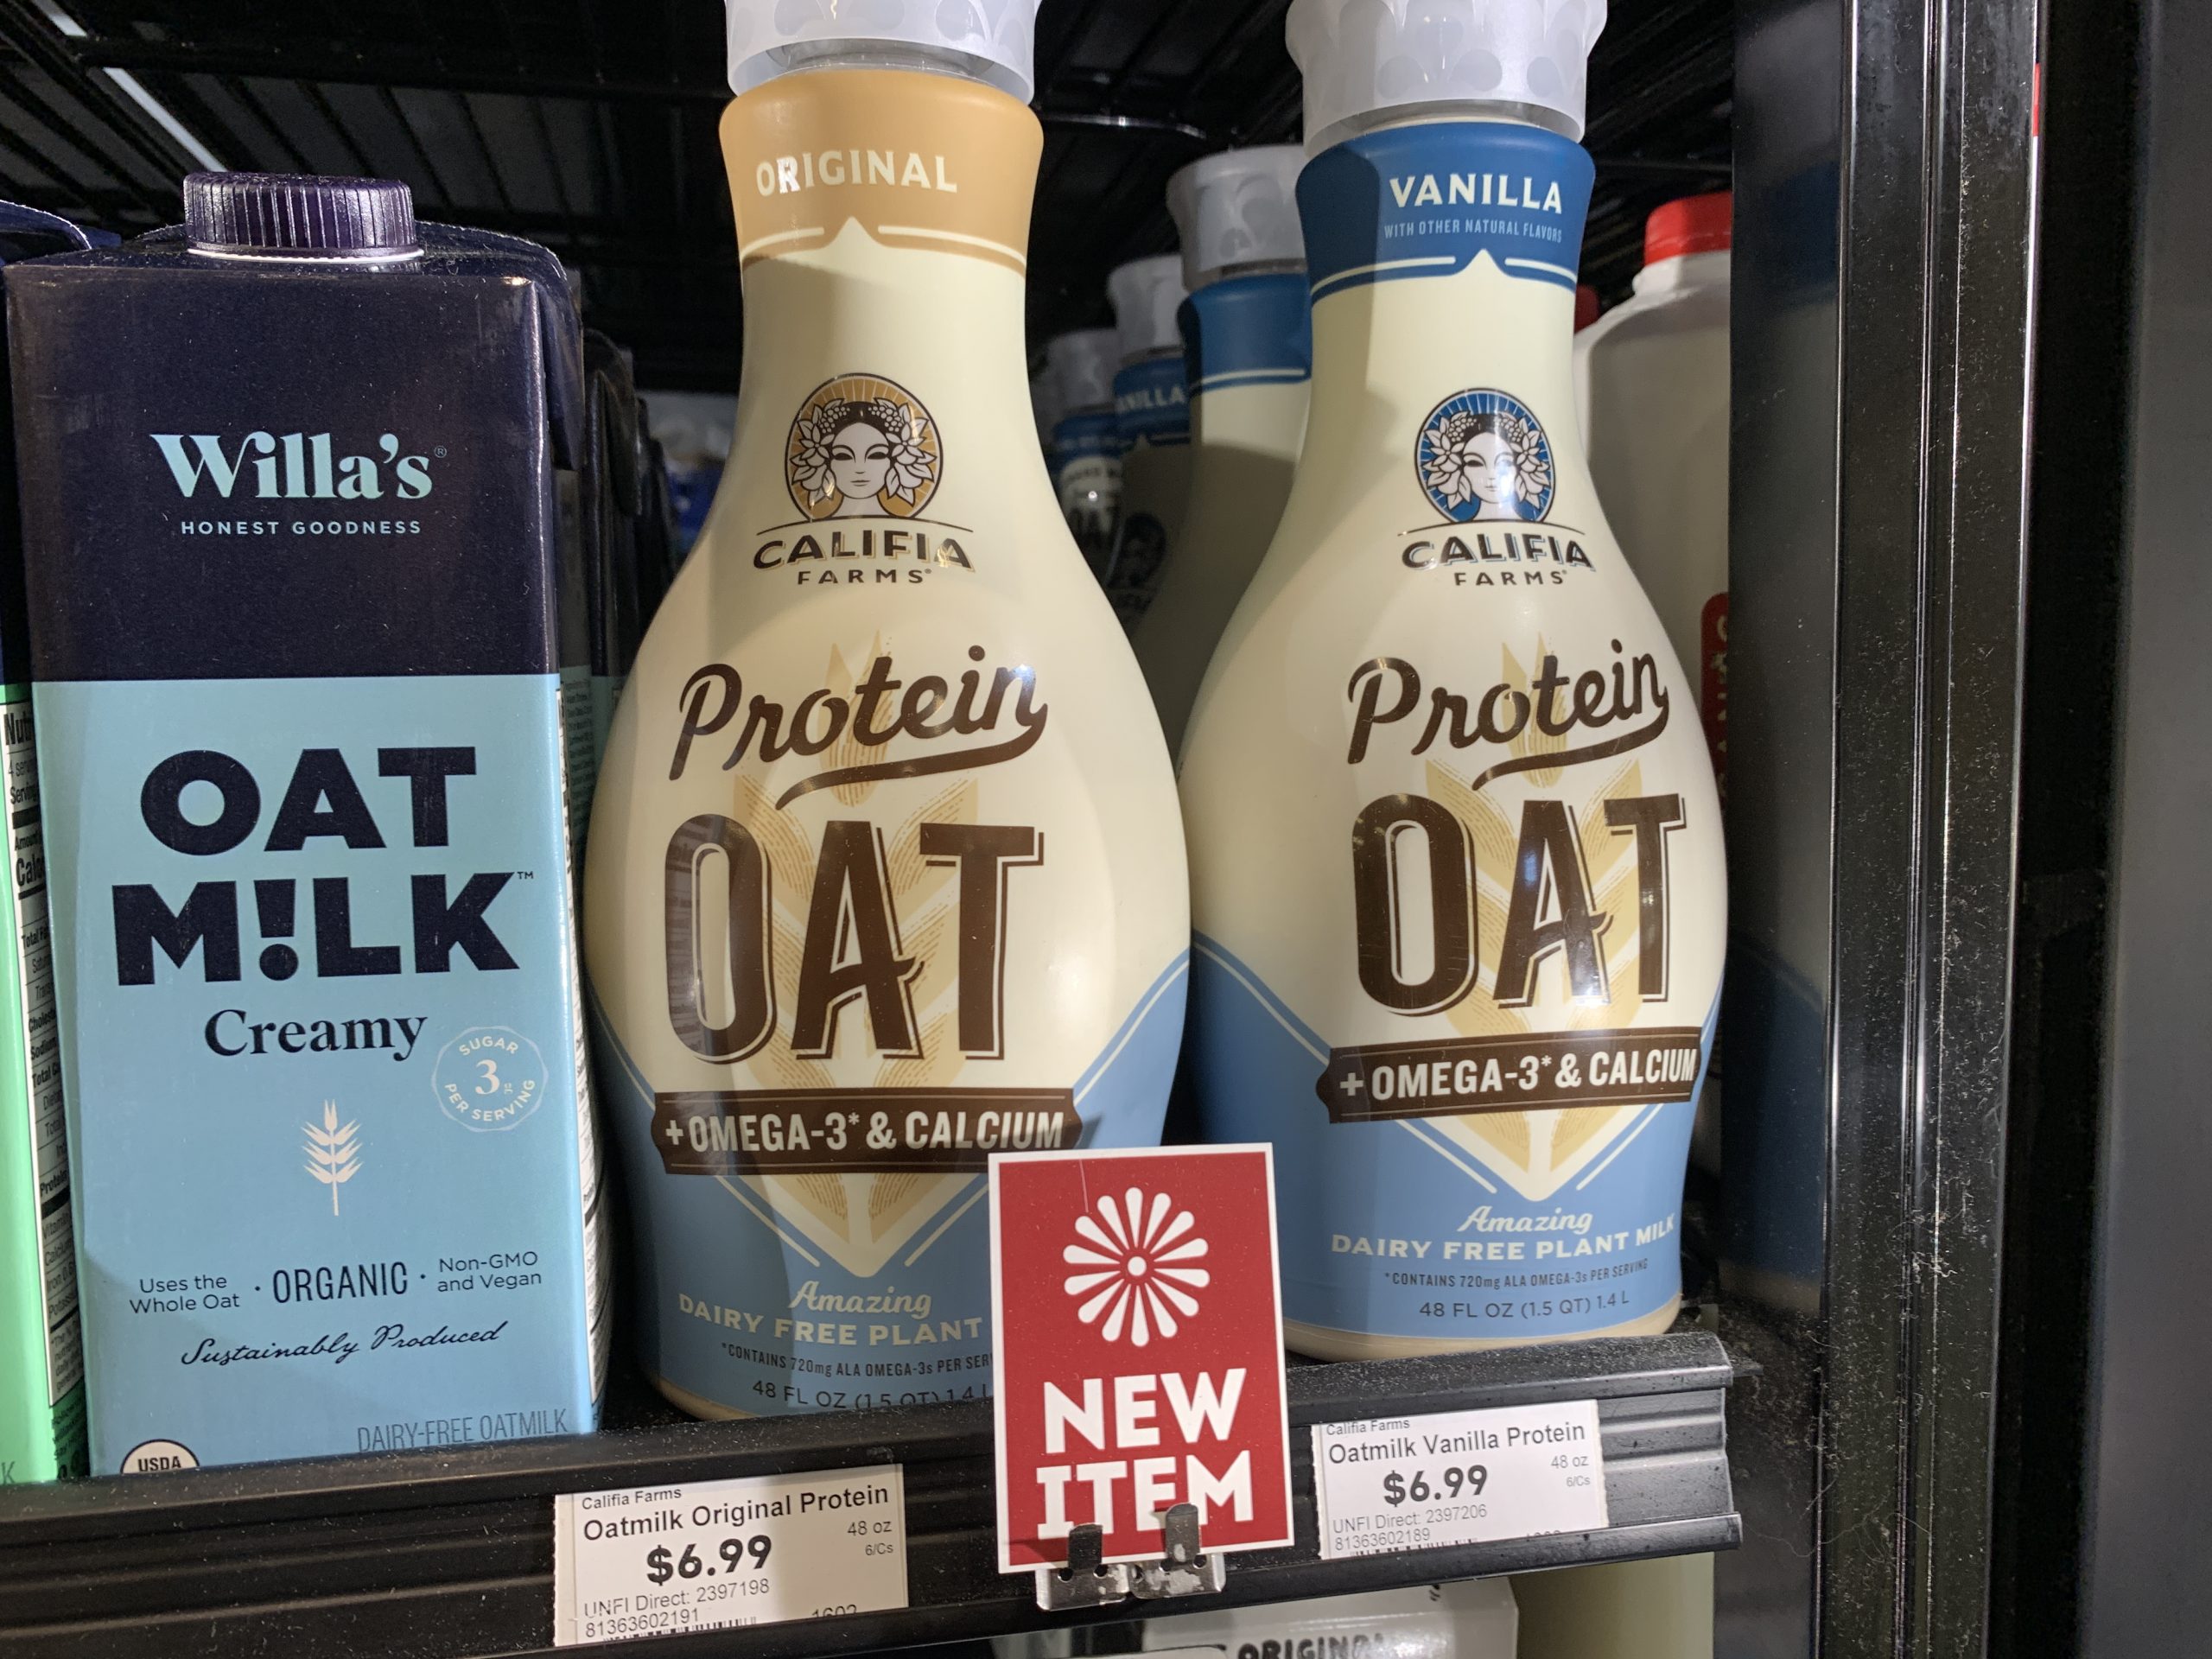 Willa's®
HONEST GOODNESS
OAT
M!LK™
Creamy
SUGAR
3
PER SERVING
Uses the
Whole Oat
· ORGANIC ·
Non-GMO
and Vegan
Sustainably Produced
DAIRY-FREE OATMILK
USDA
ORIGINAL
CALIFIA
FARMS®
Protein
OAT
+ OMEGA-3* & CALCIUM
Amazing
DAIRY FREE PLANT
*CONTAINS 720mg ALA OMEGA-3s PER
48 FL OZ (1.5 QT) 1.4 L
VANILLA
WITH OTHER NATURAL FLAVORS
CALIFIA
FARMS®
Protein
OAT
+ OMEGA-3* & CALCIUM
Amazing
DAIRY FREE PLANT MILK
*CONTAINS 720mg ALA OMEGA-3s PER SERVING
48 FL OZ (1.5 QT) 1.4 L
NEW
ITEM
Califia Farms
Oatmilk Original Protein
$6.99
48 oz
6/Cs
UNFI Direct: 2397198
81363602191
Califia Farms
Oatmilk Vanilla Protein
$6.99
48 oz
6/Cs
UNFI Direct: 2397206
81363602189
ORIGINAL